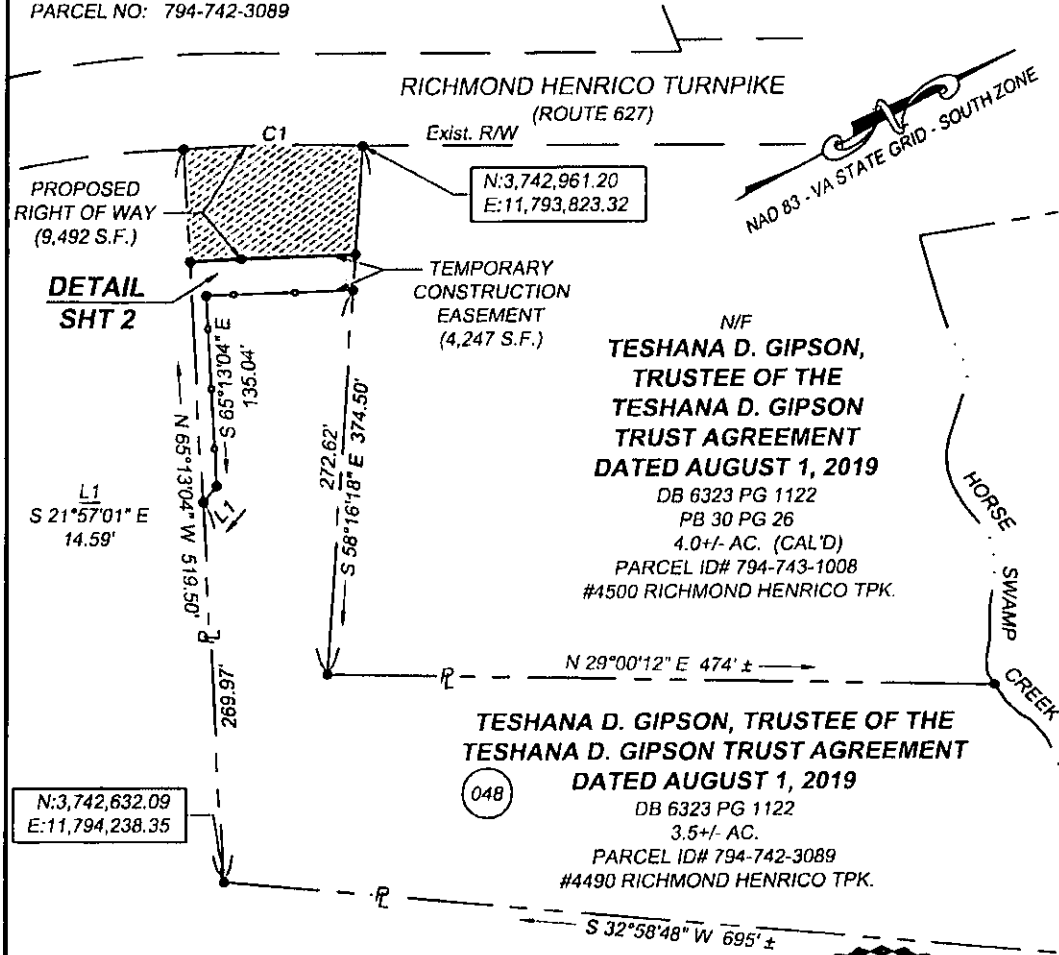 PARCEL NO: 794-742-3089
RICHMOND HENRICO TURNPIKE
(ROUTE 627)
C1
Exist. R/W
NAD 83 - VA STATE GRID - SOUTH ZONE
N:3,742,961.20
E:11,793,823.32
PROPOSED
RIGHT OF WAY
(9,492 S.F.)
DETAIL
SHT 2
TEMPORARY
CONSTRUCTION
EASEMENT
(4,247 S.F.)
N/F
TESHANA D. GIPSON,
TRUSTEE OF THE
TESHANA D. GIPSON
TRUST AGREEMENT
DATED AUGUST 1, 2019
DB 6323 PG 1122
PB 30 PG 26
4.0+/- AC. (CAL'D)
PARCEL ID# 794-743-1008
#4500 RICHMOND HENRICO TPK.
S 65°13'04" E
135.04'
N 65°13'04" W 519.50'
272.62'
S 58°16'18" E 374.50'
L1
S 21°57'01" E
14.59'
L1
PL
269.97'
HORSE
SWAMP
CREEK
N 29°00'12" E 474' ±
PL
TESHANA D. GIPSON, TRUSTEE OF THE
TESHANA D. GIPSON TRUST AGREEMENT
DATED AUGUST 1, 2019
048
DB 6323 PG 1122
3.5+/- AC.
PARCEL ID# 794-742-3089
#4490 RICHMOND HENRICO TPK.
N:3,742,632.09
E:11,794,238.35
PL
S 32°58'48" W 695' ±